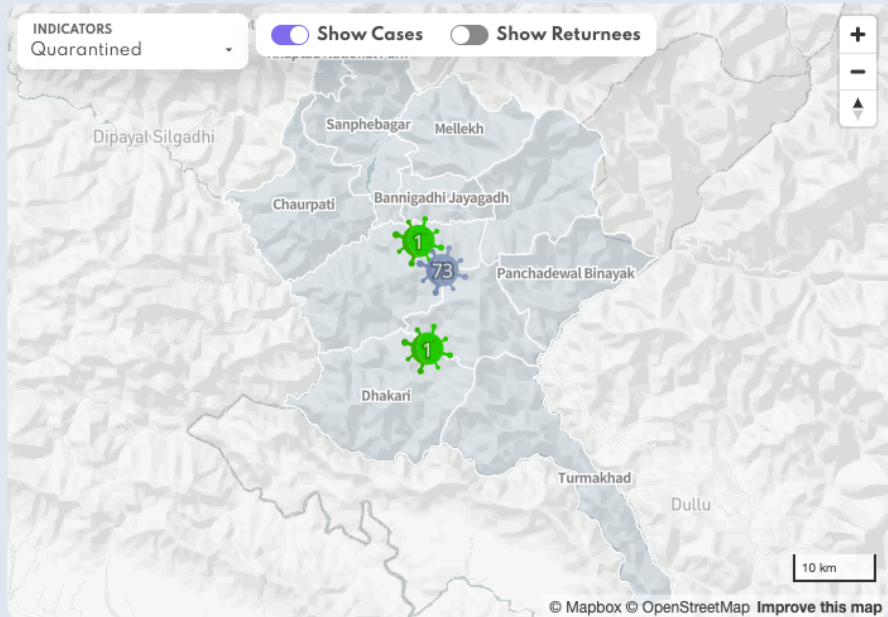 INDICATORS
Quarantined
Show Cases
Show Returnees
Sanphebagar
Mellekh
Dipayal Silgadhi
Bannigadhi Jayagadh
Chaurpati
1
73
Panchadewal Binayak
1
Dhakari
Turmakhad
Dullu
10 km
© Mapbox © OpenStreetMap Improve this map